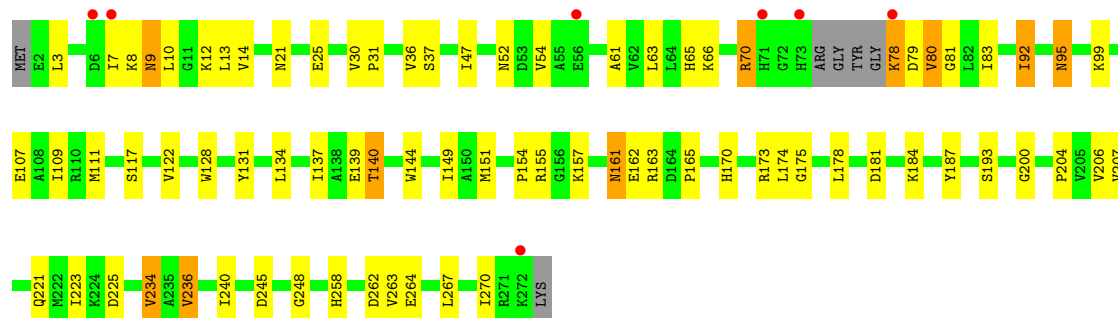 MET E2 L3 D6 I7 K8 N9 L10 G11 K12 L13 V14 N21 E25 V30 P31 V36 S37 I47 N52 D53 V54 A55 E56 A61 V62 L63 L64 H65 K66 R70 H71 G72 H73 ARG GLY TYR GLY K78 D79 V80 G81 L82 I83 I92 N95 K99
E107 A108 I109 R110 M111 S117 V122 W128 Y131 L134 I137 A138 E139 T140 W144 I149 A150 M151 P154 R155 G156 K157 N161 E162 R163 D164 P165 H170 R173 L174 G175 L178 D181 K184 Y187 S193 G200 P204 V205 V206 V207
Q221 M222 I223 K224 D225 V234 A235 V236 I240 D245 G248 H258 D262 V263 E264 L267 I270 R271 K272 LYS